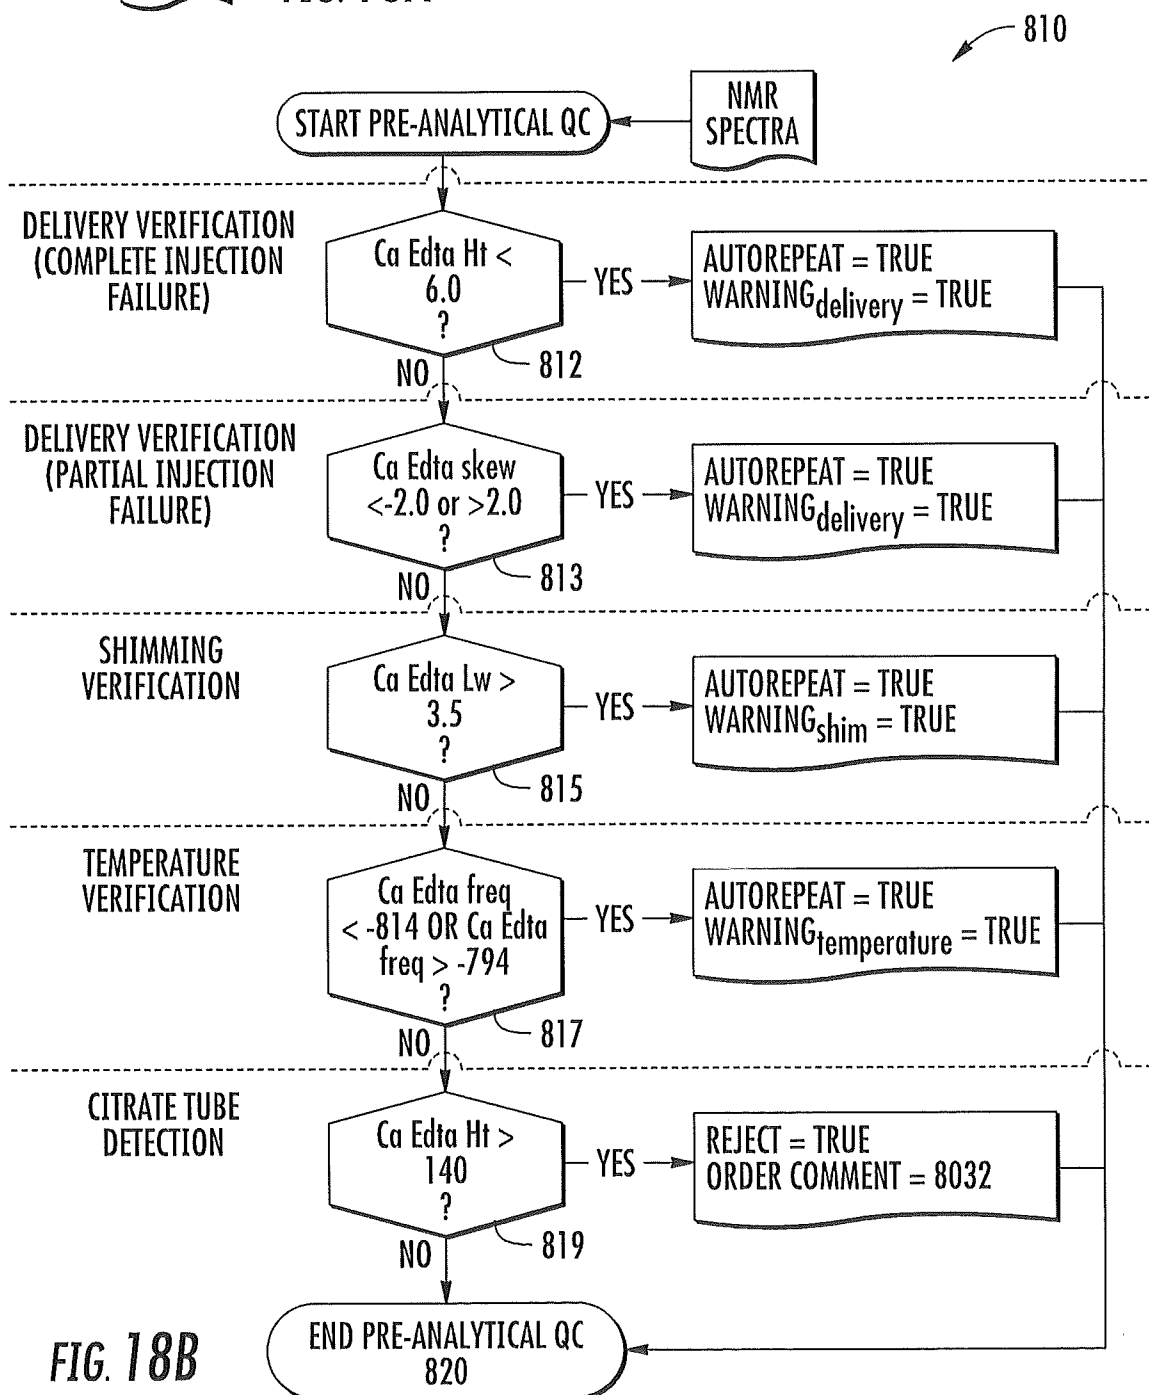 810
START PRE-ANALYTICAL QC
NMR
SPECTRA
DELIVERY VERIFICATION
(COMPLETE INJECTION
FAILURE)
Ca Edta Ht <
6.0
?
YES
AUTOREPEAT = TRUE
WARNINGdelivery = TRUE
812
NO
DELIVERY VERIFICATION
(PARTIAL INJECTION
FAILURE)
Ca Edta skew
<-2.0 or >2.0
?
YES
AUTOREPEAT = TRUE
WARNINGdelivery = TRUE
813
NO
SHIMMING
VERIFICATION
Ca Edta Lw >
3.5
?
YES
AUTOREPEAT = TRUE
WARNINGshim = TRUE
815
NO
TEMPERATURE
VERIFICATION
Ca Edta freq
< -814 OR Ca Edta
freq > -794
?
YES
AUTOREPEAT = TRUE
WARNINGtemperature = TRUE
817
NO
CITRATE TUBE
DETECTION
Ca Edta Ht >
140
?
YES
REJECT = TRUE
ORDER COMMENT = 8032
819
NO
END PRE-ANALYTICAL QC
820
FIG. 18B